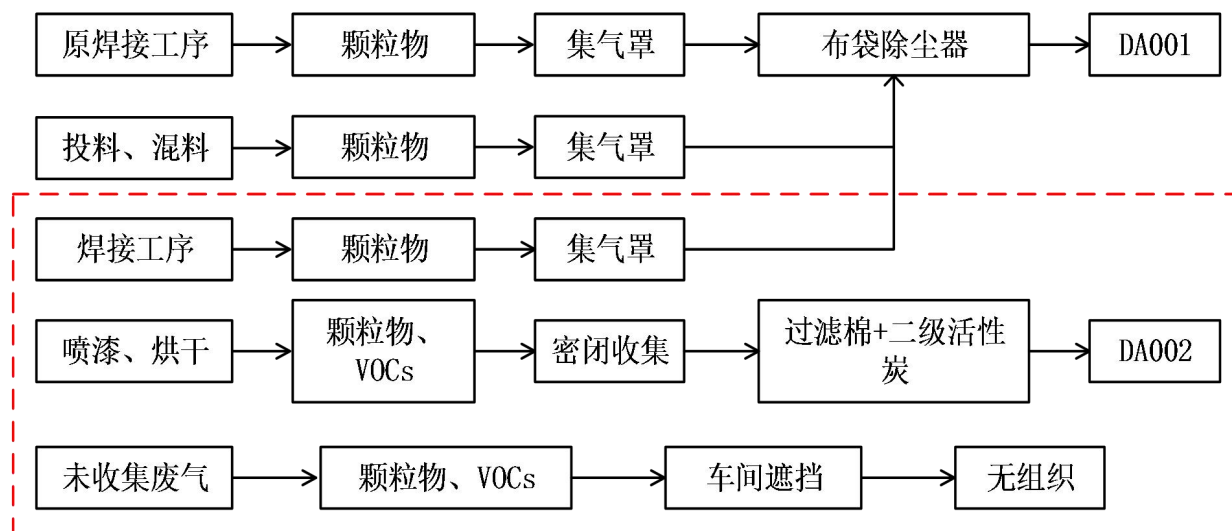 原焊接工序 颗粒物 集气罩 布袋除尘器 DA001
投料、混料 颗粒物 集气罩
焊接工序 颗粒物 集气罩
喷漆、烘干 颗粒物、
VOCs 密闭收集 过滤棉+二级活性
炭 DA002
未收集废气 颗粒物、VOCs 车间遮挡 无组织